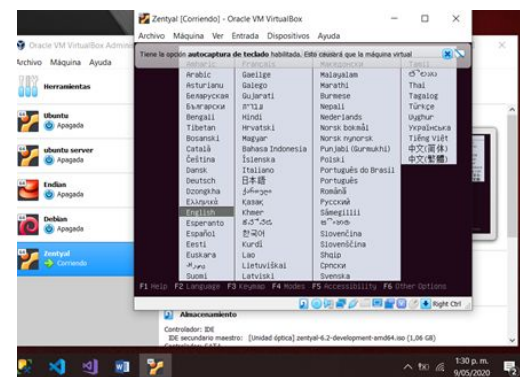 Zentyal [Corriendo] - Oracle VM VirtualBox
Archivo Máquina Ver Entrada Dispositivos Ayuda
Tiene la opción autocaptura de teclado habilitada. Esto causará que la máquina virtual
Oracle VM VirtualBox Admin
Archivo Máquina Ayuda
Herramientas
Ubuntu
Apagada
ubuntu server
Apagada
Endian
Apagada
Debian
Apagada
Zentyal
Corriendo
Amharic Français Македонски Tamil
Arabic Gaeilge Malayalam
Asturianu Galego Marathi Thai
Беларуская Gujarati Burmese Tagalog
Български עברית Nepali Türkçe
Bengali Hindi Nederlands Uyghur
Tibetan Hrvatski Norsk bokmål Українська
Bosanski Magyar Norsk nynorsk Tiếng Việt
Català Bahasa Indonesia Punjabi (Gurmukhi) 中文(简体)
Čeština Íslenska Polski 中文(繁體)
Dansk Italiano Português do Brasil
Deutsch 日本語 Português
Dzongkha ქართული Română
Ελληνικά Қазақ Русский
English Khmer Sámegillii
Esperanto
Español 한국어 Slovenčina
Eesti Kurdî Slovenščina
Euskara Lao Shqip
Lietuviškai Српски
Suomi Latviski Svenska
F1 Help F2 Language F3 Keymap F4 Modes F5 Accessibility F6 Other Options
Right Ctrl
Almacenamiento
Controlador: IDE
IDE secundario maestro: [Unidad óptica] zentyal-6.2-development-amd64.iso (1,06 GB)
Controlador: SATA
1:30 p. m.
9/05/2020